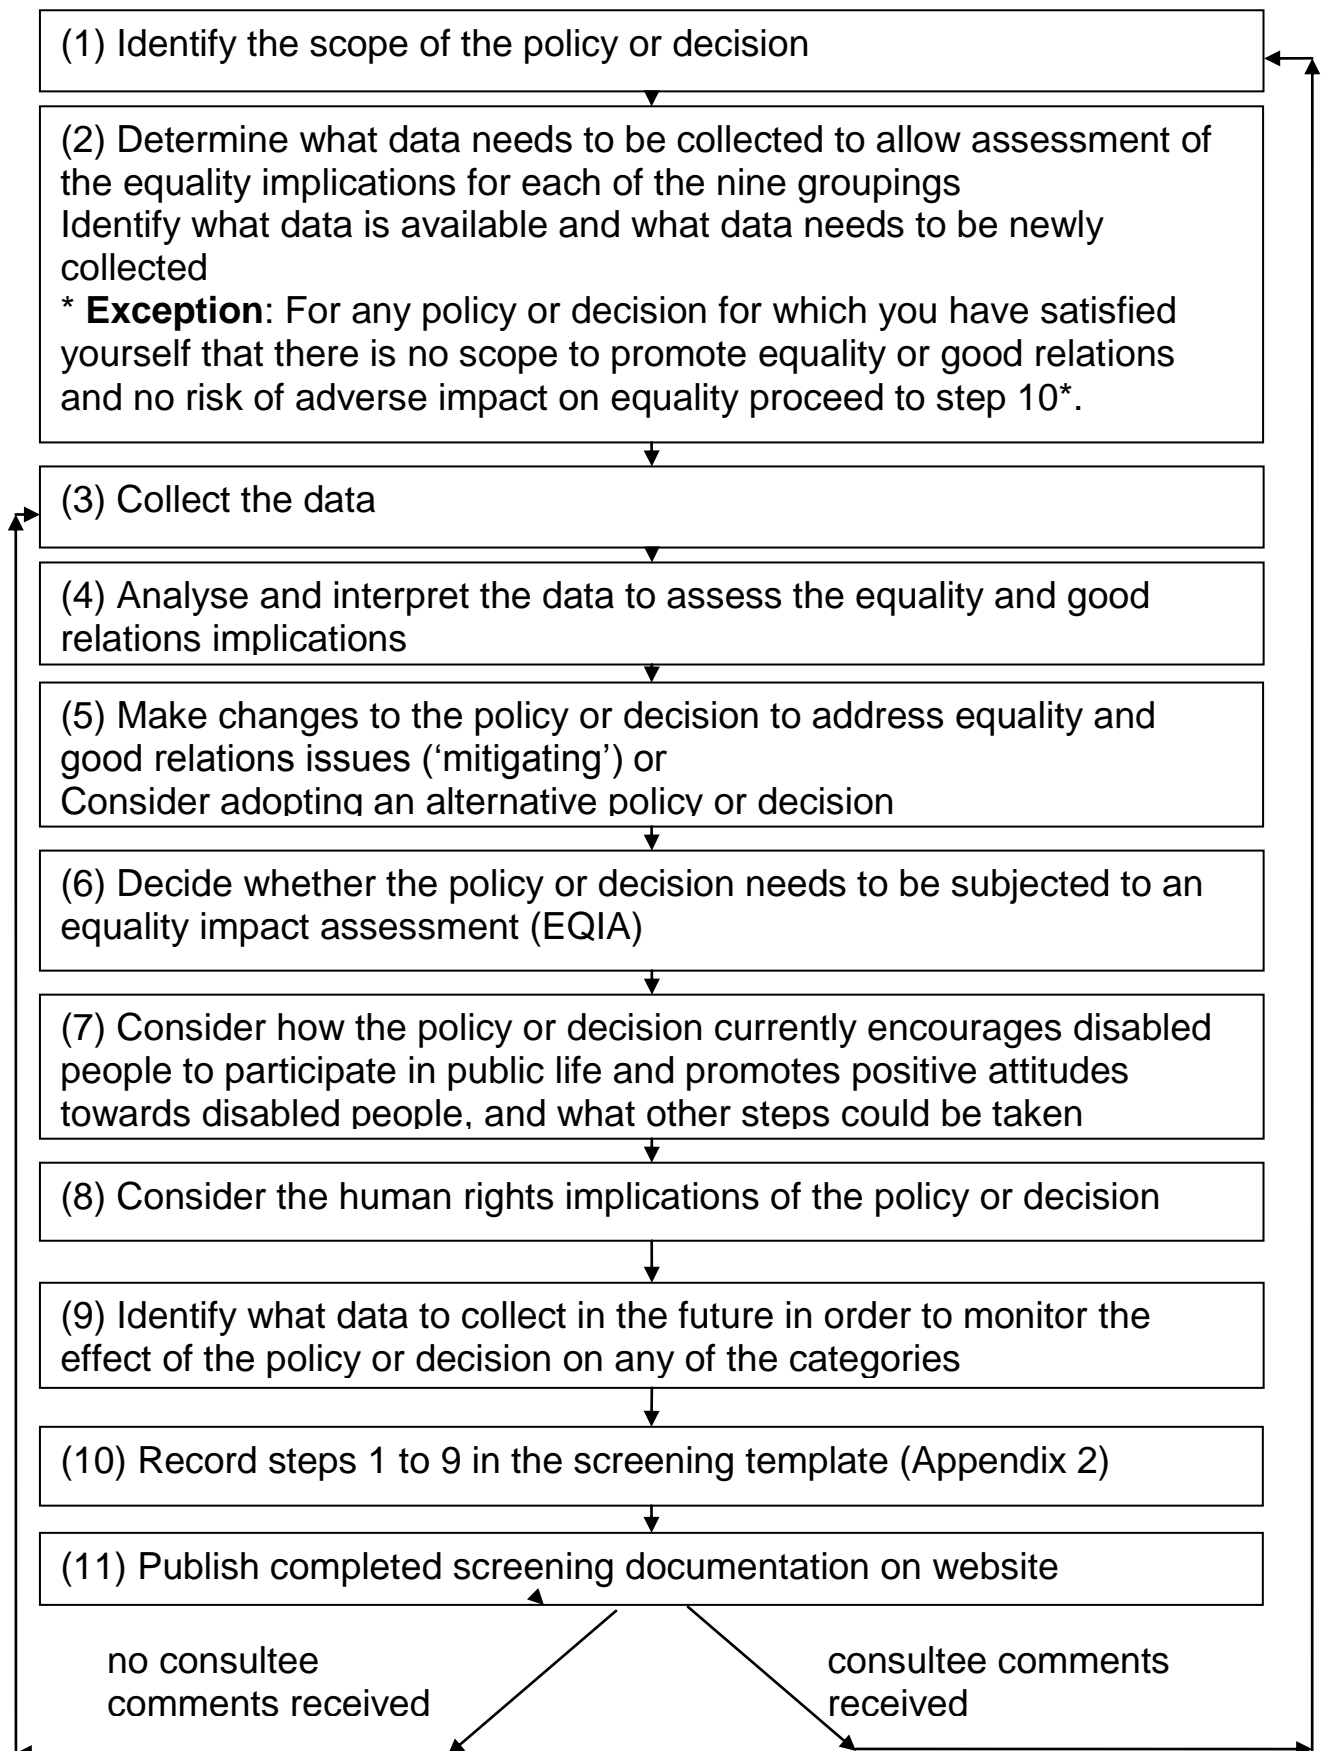 (1) Identify the scope of the policy or decision
(2) Determine what data needs to be collected to allow assessment of
the equality implications for each of the nine groupings
Identify what data is available and what data needs to be newly
collected
* Exception: For any policy or decision for which you have satisfied
yourself that there is no scope to promote equality or good relations
and no risk of adverse impact on equality proceed to step 10*.
(3) Collect the data
(4) Analyse and interpret the data to assess the equality and good
relations implications
(5) Make changes to the policy or decision to address equality and
good relations issues (‘mitigating’) or
Consider adopting an alternative policy or decision
(6) Decide whether the policy or decision needs to be subjected to an
equality impact assessment (EQIA)
(7) Consider how the policy or decision currently encourages disabled
people to participate in public life and promotes positive attitudes
towards disabled people, and what other steps could be taken
(8) Consider the human rights implications of the policy or decision
(9) Identify what data to collect in the future in order to monitor the
effect of the policy or decision on any of the categories
(10) Record steps 1 to 9 in the screening template (Appendix 2)
(11) Publish completed screening documentation on website
no consultee
comments received
consultee comments
received